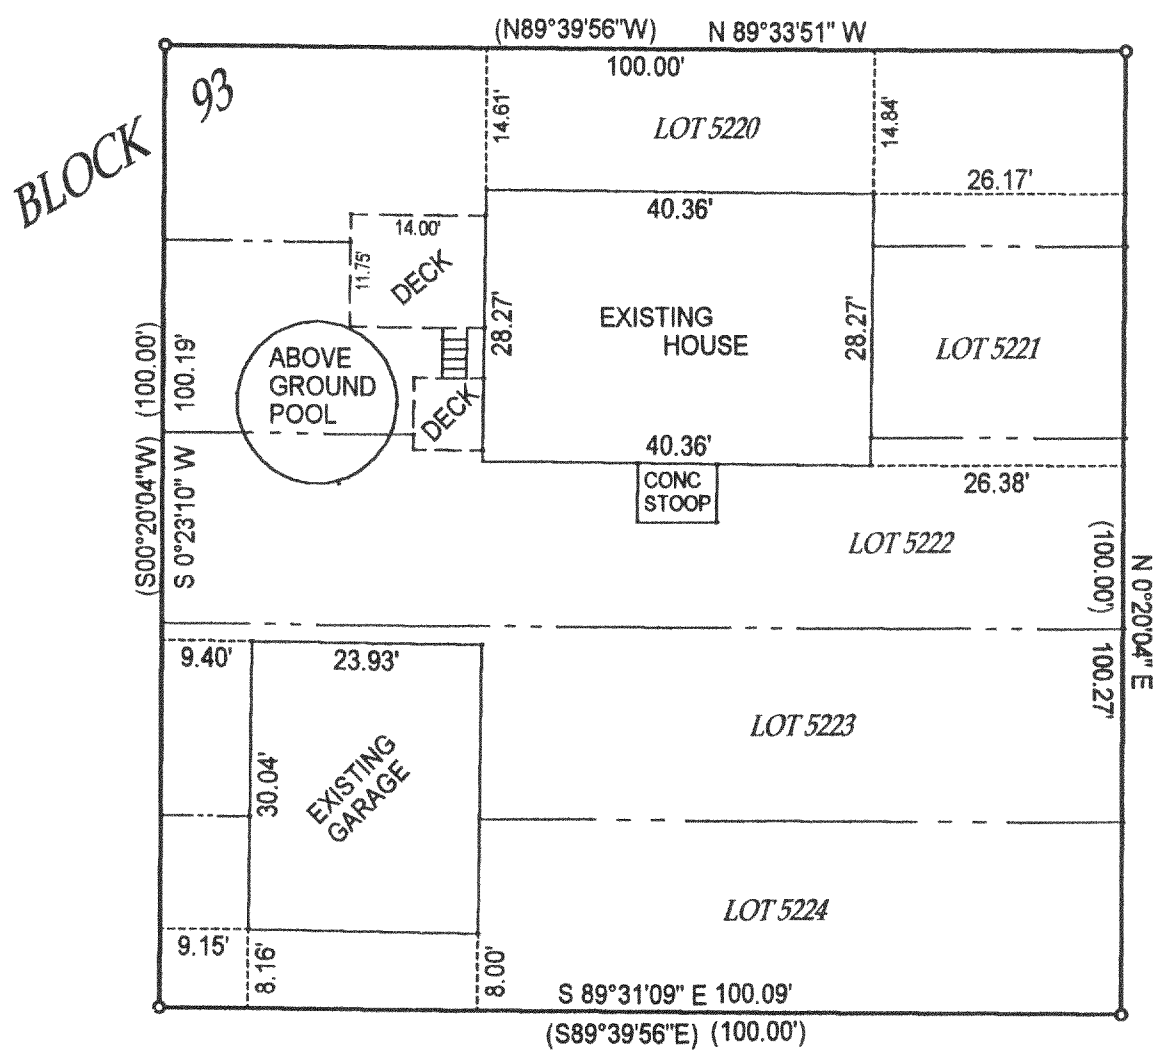 (N89°39'56"W) N 89°33'51" W
100.00'
BLOCK 93
14.61'
LOT 5220
14.84'
26.17'
40.36'
14.00'
11.75'
DECK
28.27'
EXISTING
HOUSE
28.27'
LOT 5221
(100.00')
100.19'
ABOVE
GROUND
POOL
DECK
40.36'
CONC
STOOP
26.38'
(S00°20'04"W)
S 0°23'10" W
LOT 5222
(100.00')
N 0°20'04" E
100.27'
9.40'
23.93'
LOT 5223
30.04'
EXISTING
GARAGE
LOT 5224
9.15'
8.16'
8.00'
S 89°31'09" E 100.09'
(S89°39'56"E) (100.00')